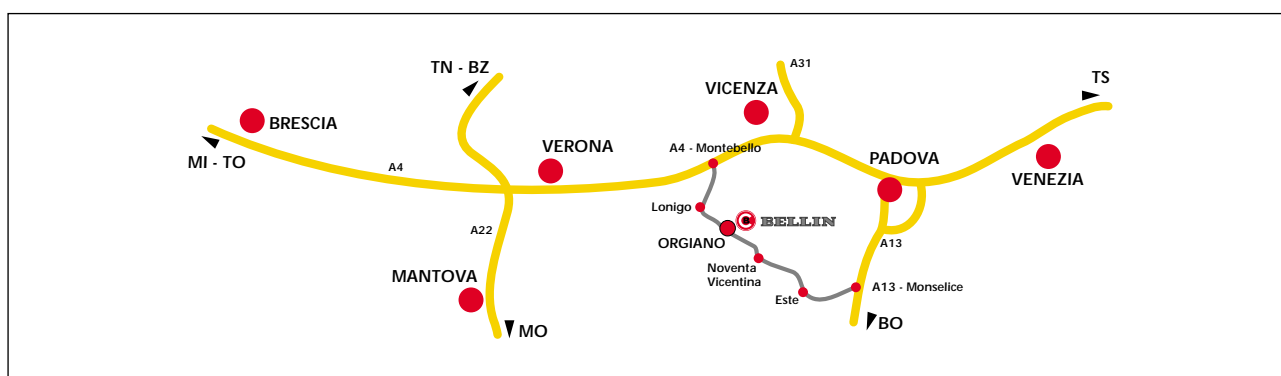 TN - BZ
A31
TS
VICENZA
BRESCIA
A4 - Montebello
VERONA
MI - TO
PADOVA
A4
VENEZIA
Lonigo
B BELLIN
A22
ORGIANO
A13
Noventa
Vicentina
MANTOVA
A13 - Monselice
Este
MO
BO